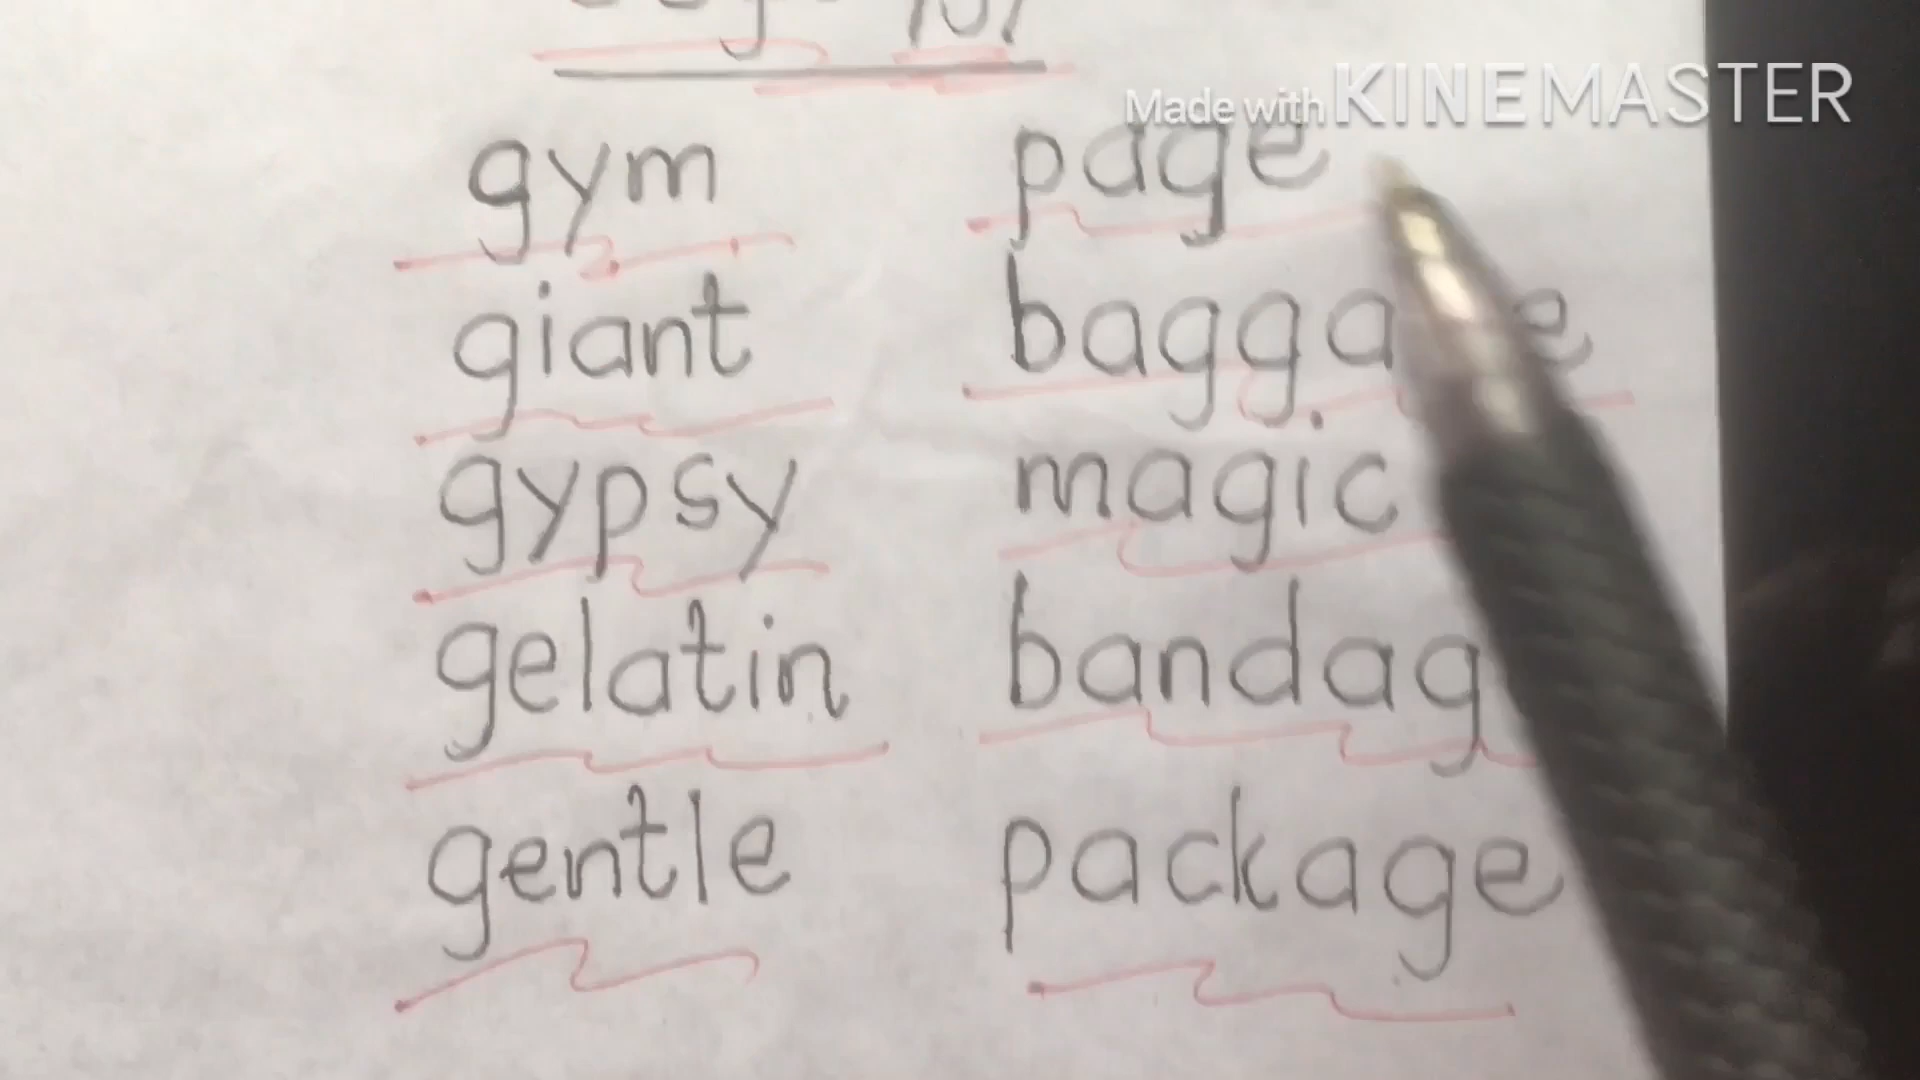 Made with KINEMASTER
gym page
giant
gypsy magic
gelatin
gentle package